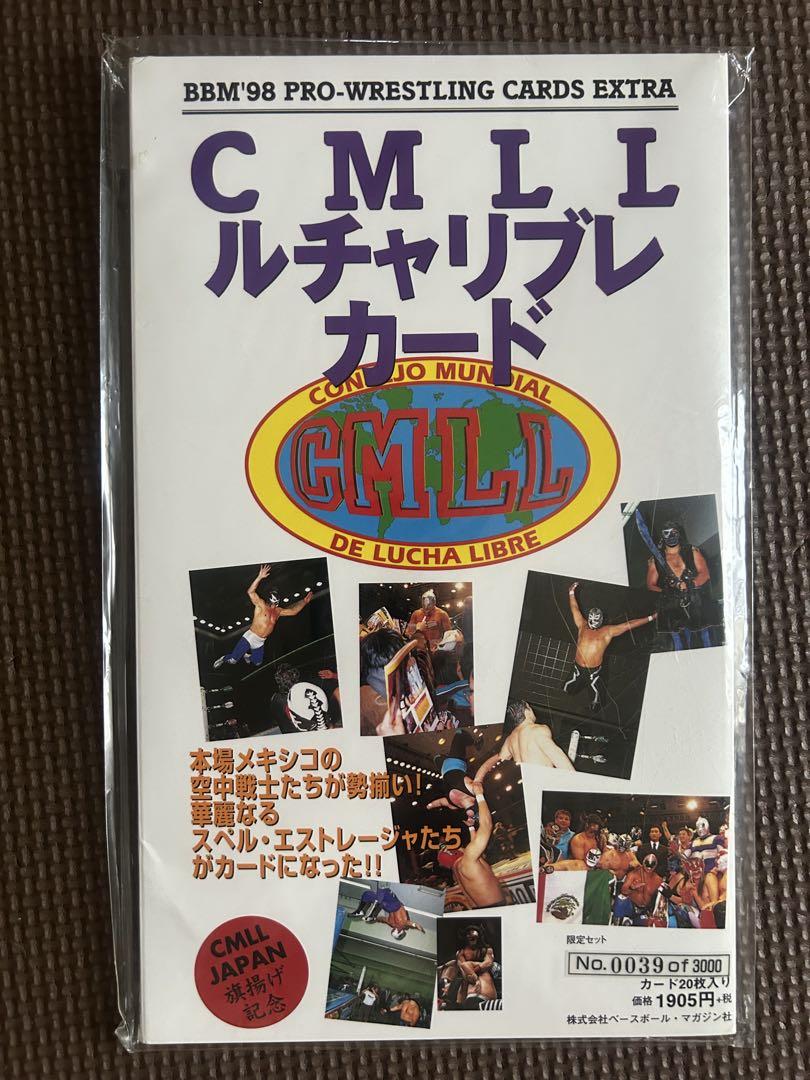 BBM'98 PRO-WRESTLING CARDS EXTRA
CMLL
ルチャリブレ
カード
CONSEJO MUNDIAL
CMLL
DE LUCHA LIBRE
本場メキシコの
空中戦士たちが勢揃い!
華麗なる
スペル・エストレージャたち
がカードになった!!
CMLL
JAPAN
旗揚げ
記念
限定セット
No.0039 of 3000
カード20枚入り
価格 1905円+税
株式会社ベースボール・マガジン社